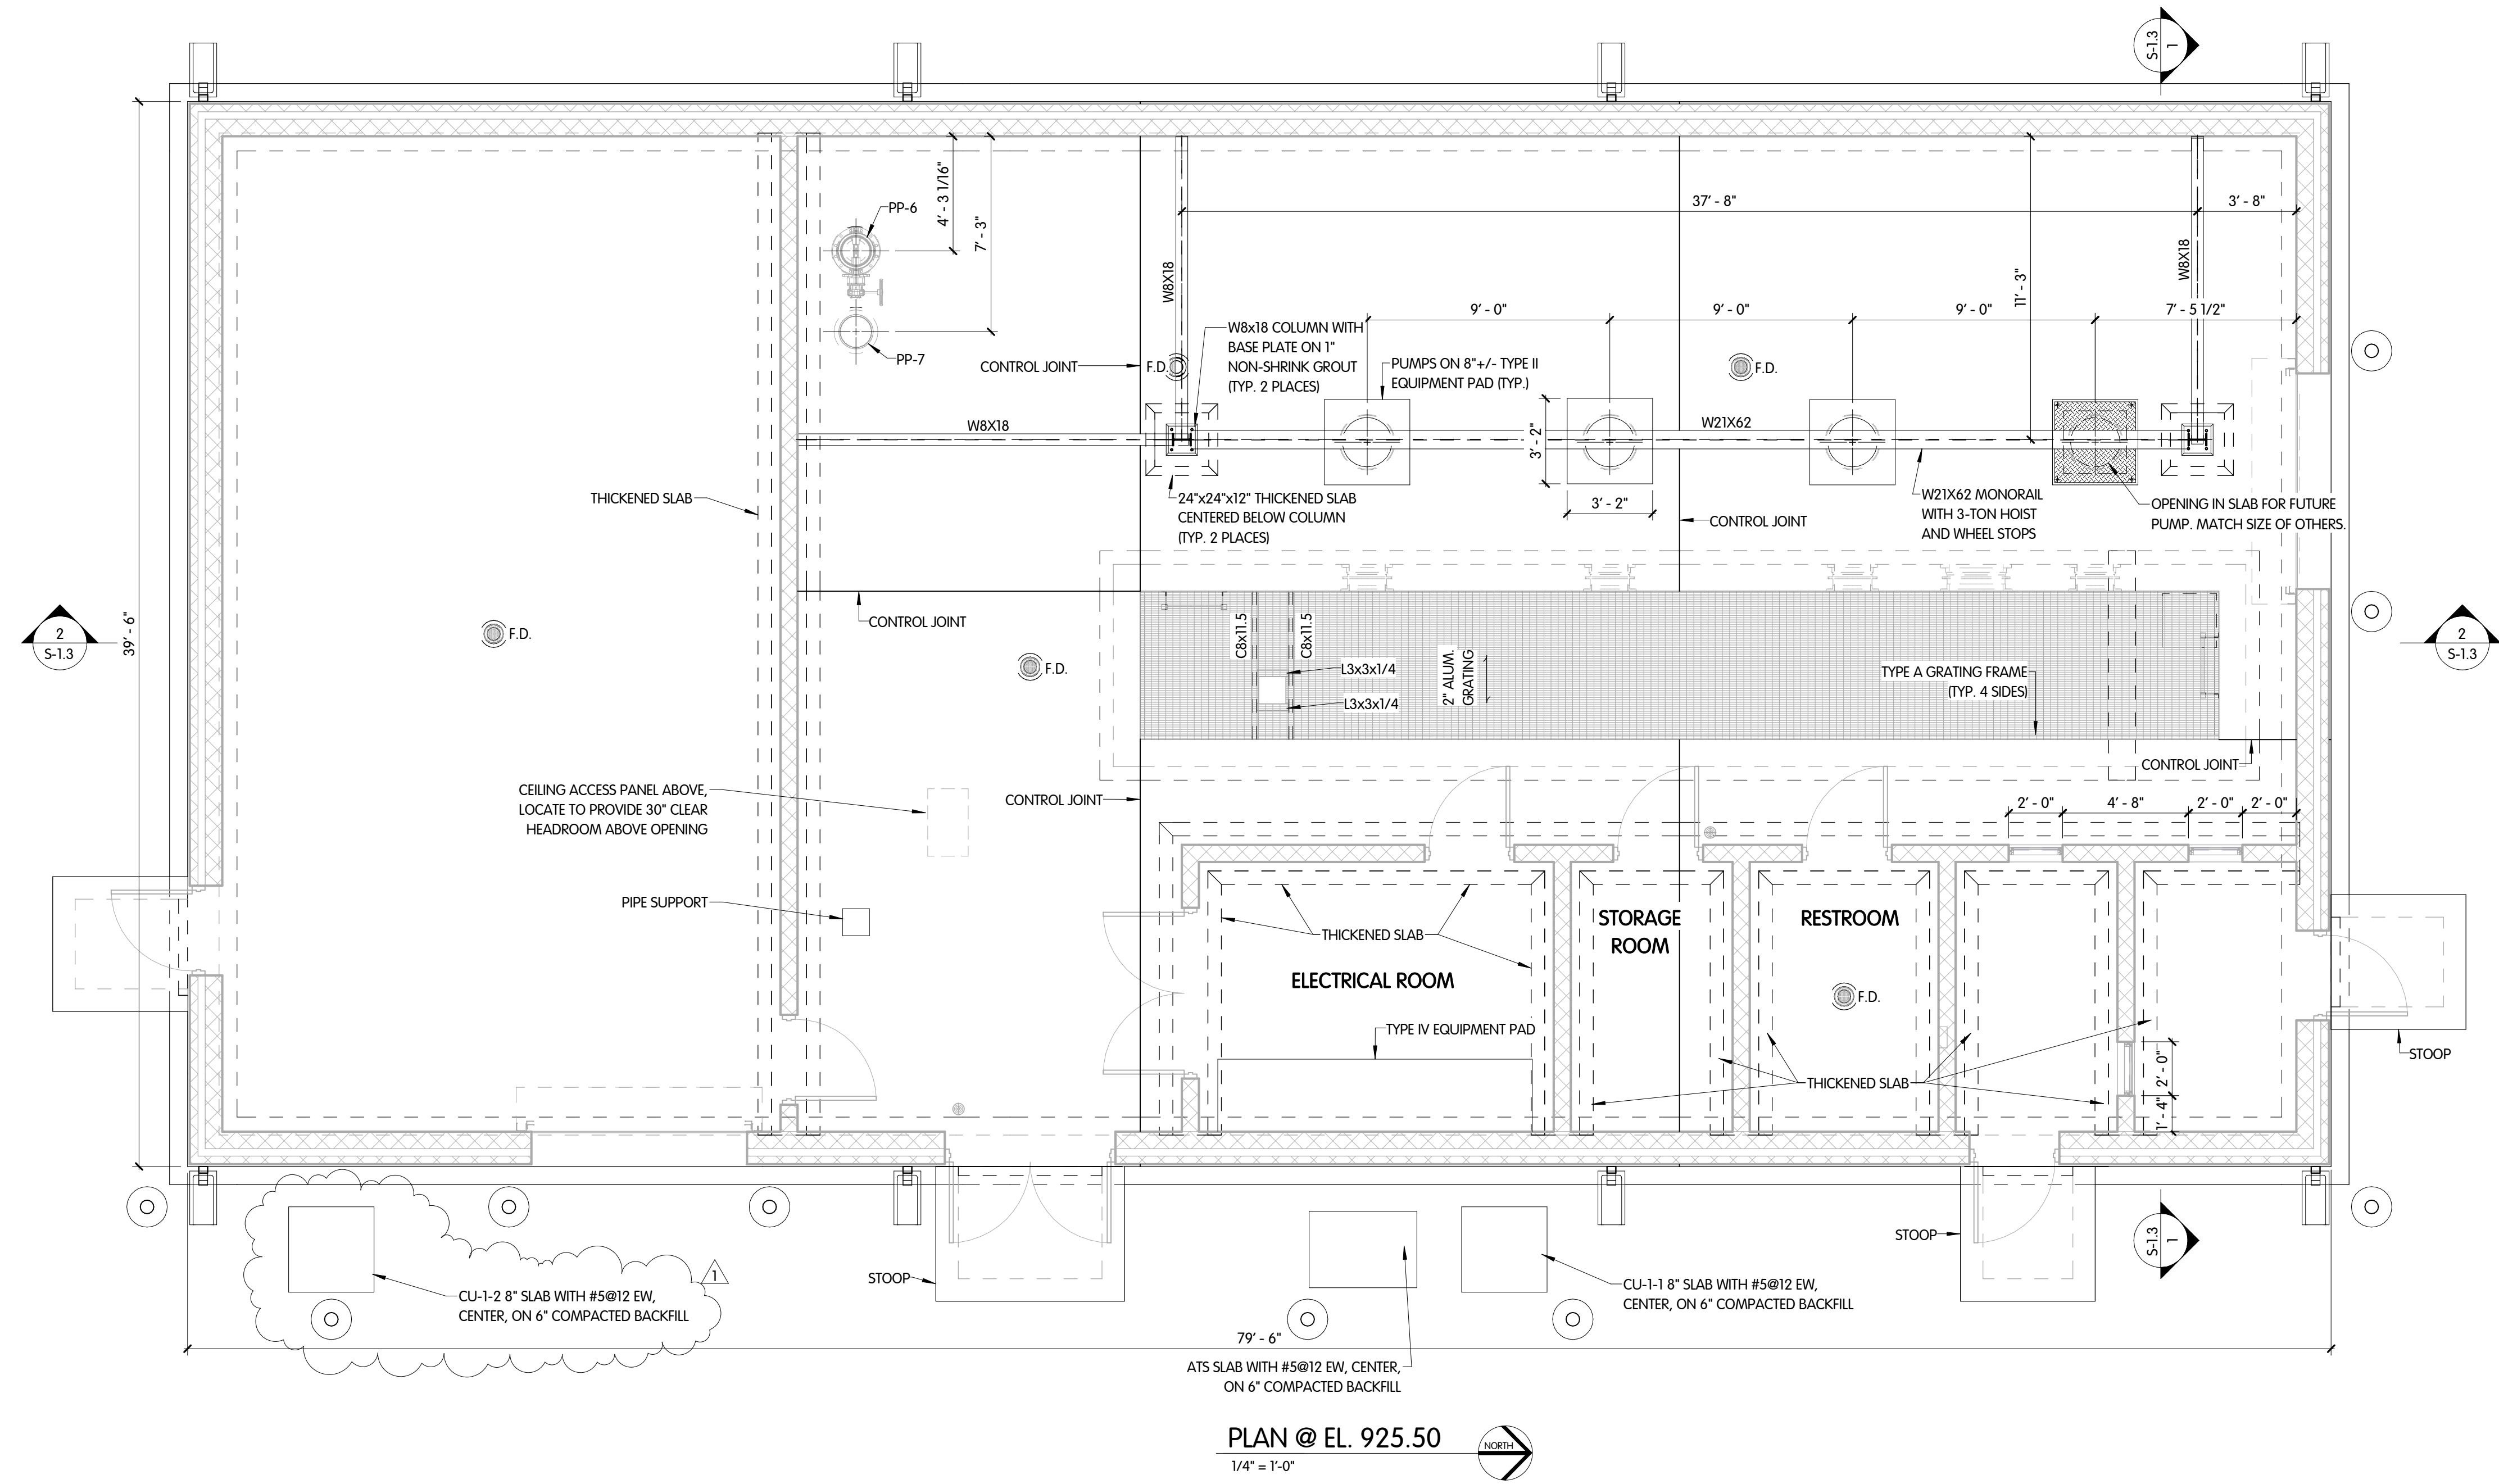 S-1.3
1
4' - 3 1/16"
7' - 3"
PP-6
PP-7
37' - 8"
3' - 8"
W8X18
W8X18
11' - 3"
9' - 0"
9' - 0"
9' - 0"
7' - 5 1/2"
W8x18 COLUMN WITH
BASE PLATE ON 1"
NON-SHRINK GROUT
(TYP. 2 PLACES)
CONTROL JOINT
F.D.
PUMPS ON 8"+/- TYPE II
EQUIPMENT PAD (TYP.)
F.D.
W8X18
W21X62
3' - 2"
3' - 2"
THICKENED SLAB
24"x24"x12" THICKENED SLAB
CENTERED BELOW COLUMN
(TYP. 2 PLACES)
CONTROL JOINT
W21X62 MONORAIL
WITH 3-TON HOIST
AND WHEEL STOPS
OPENING IN SLAB FOR FUTURE
PUMP. MATCH SIZE OF OTHERS.
2
S-1.3
39' - 6"
F.D.
CONTROL JOINT
F.D.
C8x11.5
C8x11.5
L3x3x1/4
L3x3x1/4
2" ALUM.
GRATING
TYPE A GRATING FRAME
(TYP. 4 SIDES)
2
S-1.3
CONTROL JOINT
CEILING ACCESS PANEL ABOVE,
LOCATE TO PROVIDE 30" CLEAR
HEADROOM ABOVE OPENING
CONTROL JOINT
2' - 0"
4' - 8"
2' - 0"
2' - 0"
PIPE SUPPORT
THICKENED SLAB
ELECTRICAL ROOM
STORAGE
ROOM
RESTROOM
F.D.
TYPE IV EQUIPMENT PAD
THICKENED SLAB
2' - 0"
1' - 4"
STOOP
STOOP
STOOP
S-1.3
1
1
CU-1-2 8" SLAB WITH #5@12 EW,
CENTER, ON 6" COMPACTED BACKFILL
CU-1-1 8" SLAB WITH #5@12 EW,
CENTER, ON 6" COMPACTED BACKFILL
79' - 6"
ATS SLAB WITH #5@12 EW, CENTER,
ON 6" COMPACTED BACKFILL
PLAN @ EL. 925.50
1/4" = 1'-0"
NORTH